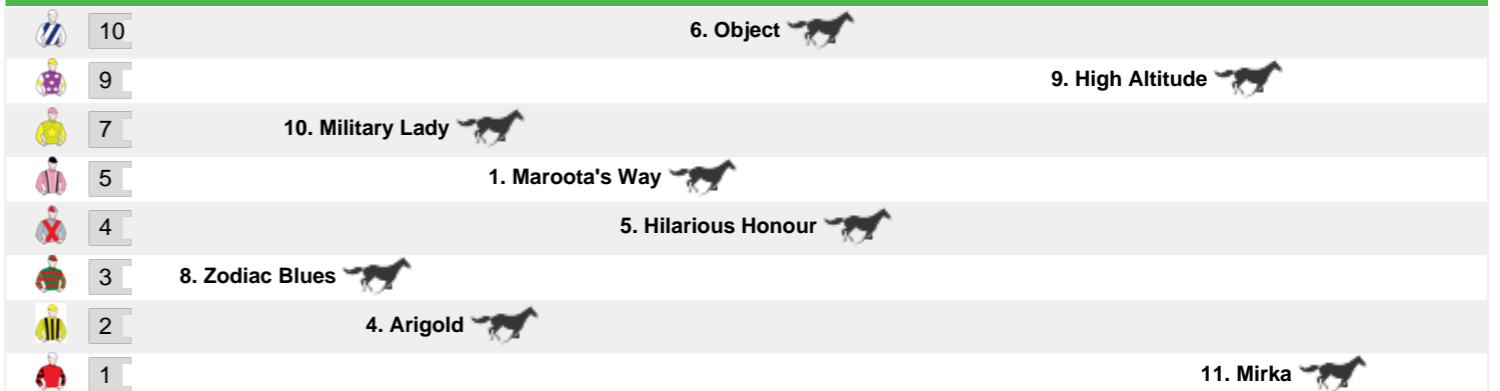 10 6. Object
9 9. High Altitude
7 10. Military Lady
5 1. Maroota's Way
4 5. Hilarious Honour
3 8. Zodiac Blues
2 4. Arigold
1 11. Mirka